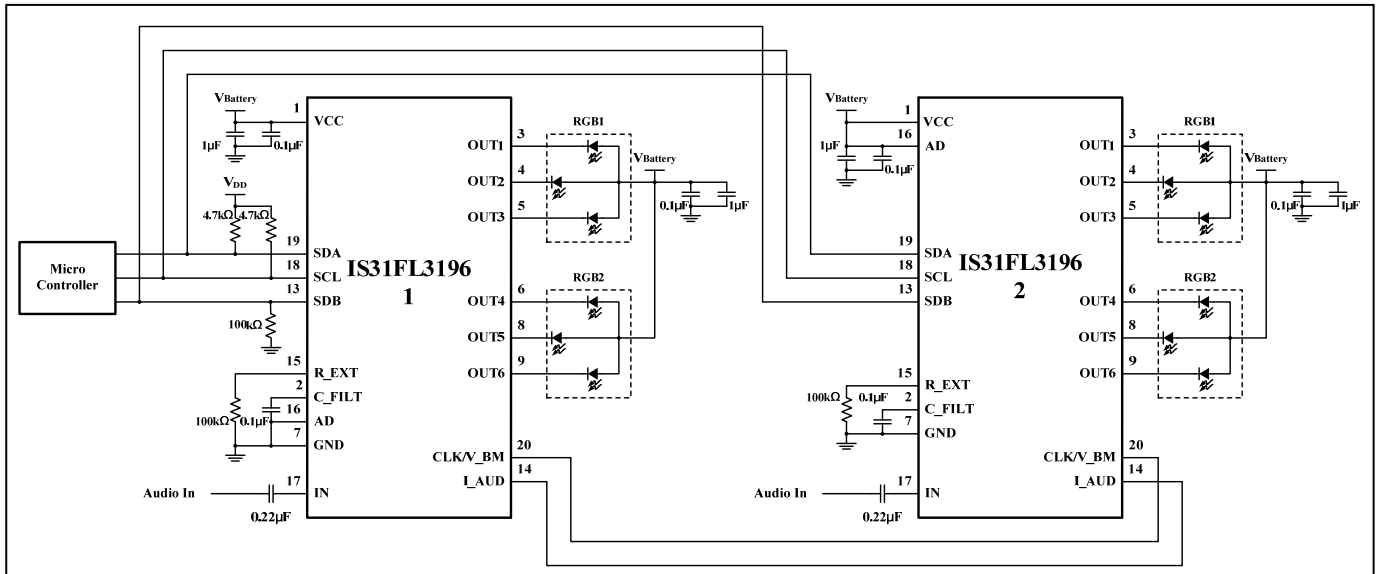 Micro
Controller
VBattery
1µF
0.1µF
VDD
4.7kΩ
4.7kΩ
100kΩ
100kΩ
0.1µF
Audio In
0.22µF
1
VCC
19
SDA
18
SCL
13
SDB
15
R_EXT
2
C_FILT
16
AD
7
GND
17
IN
IS31FL3196
1
OUT1
3
OUT2
4
OUT3
5
OUT4
6
OUT5
8
OUT6
9
CLK/V_BM
20
I_AUD
14
RGB1
RGB2
VBattery
0.1µF
1µF
VBattery
1µF
0.1µF
100kΩ
0.1µF
Audio In
0.22µF
1
VCC
16
AD
19
SDA
18
SCL
13
SDB
15
R_EXT
2
C_FILT
7
GND
17
IN
IS31FL3196
2
OUT1
3
OUT2
4
OUT3
5
OUT4
6
OUT5
8
OUT6
9
CLK/V_BM
20
I_AUD
14
RGB1
RGB2
VBattery
0.1µF
1µF